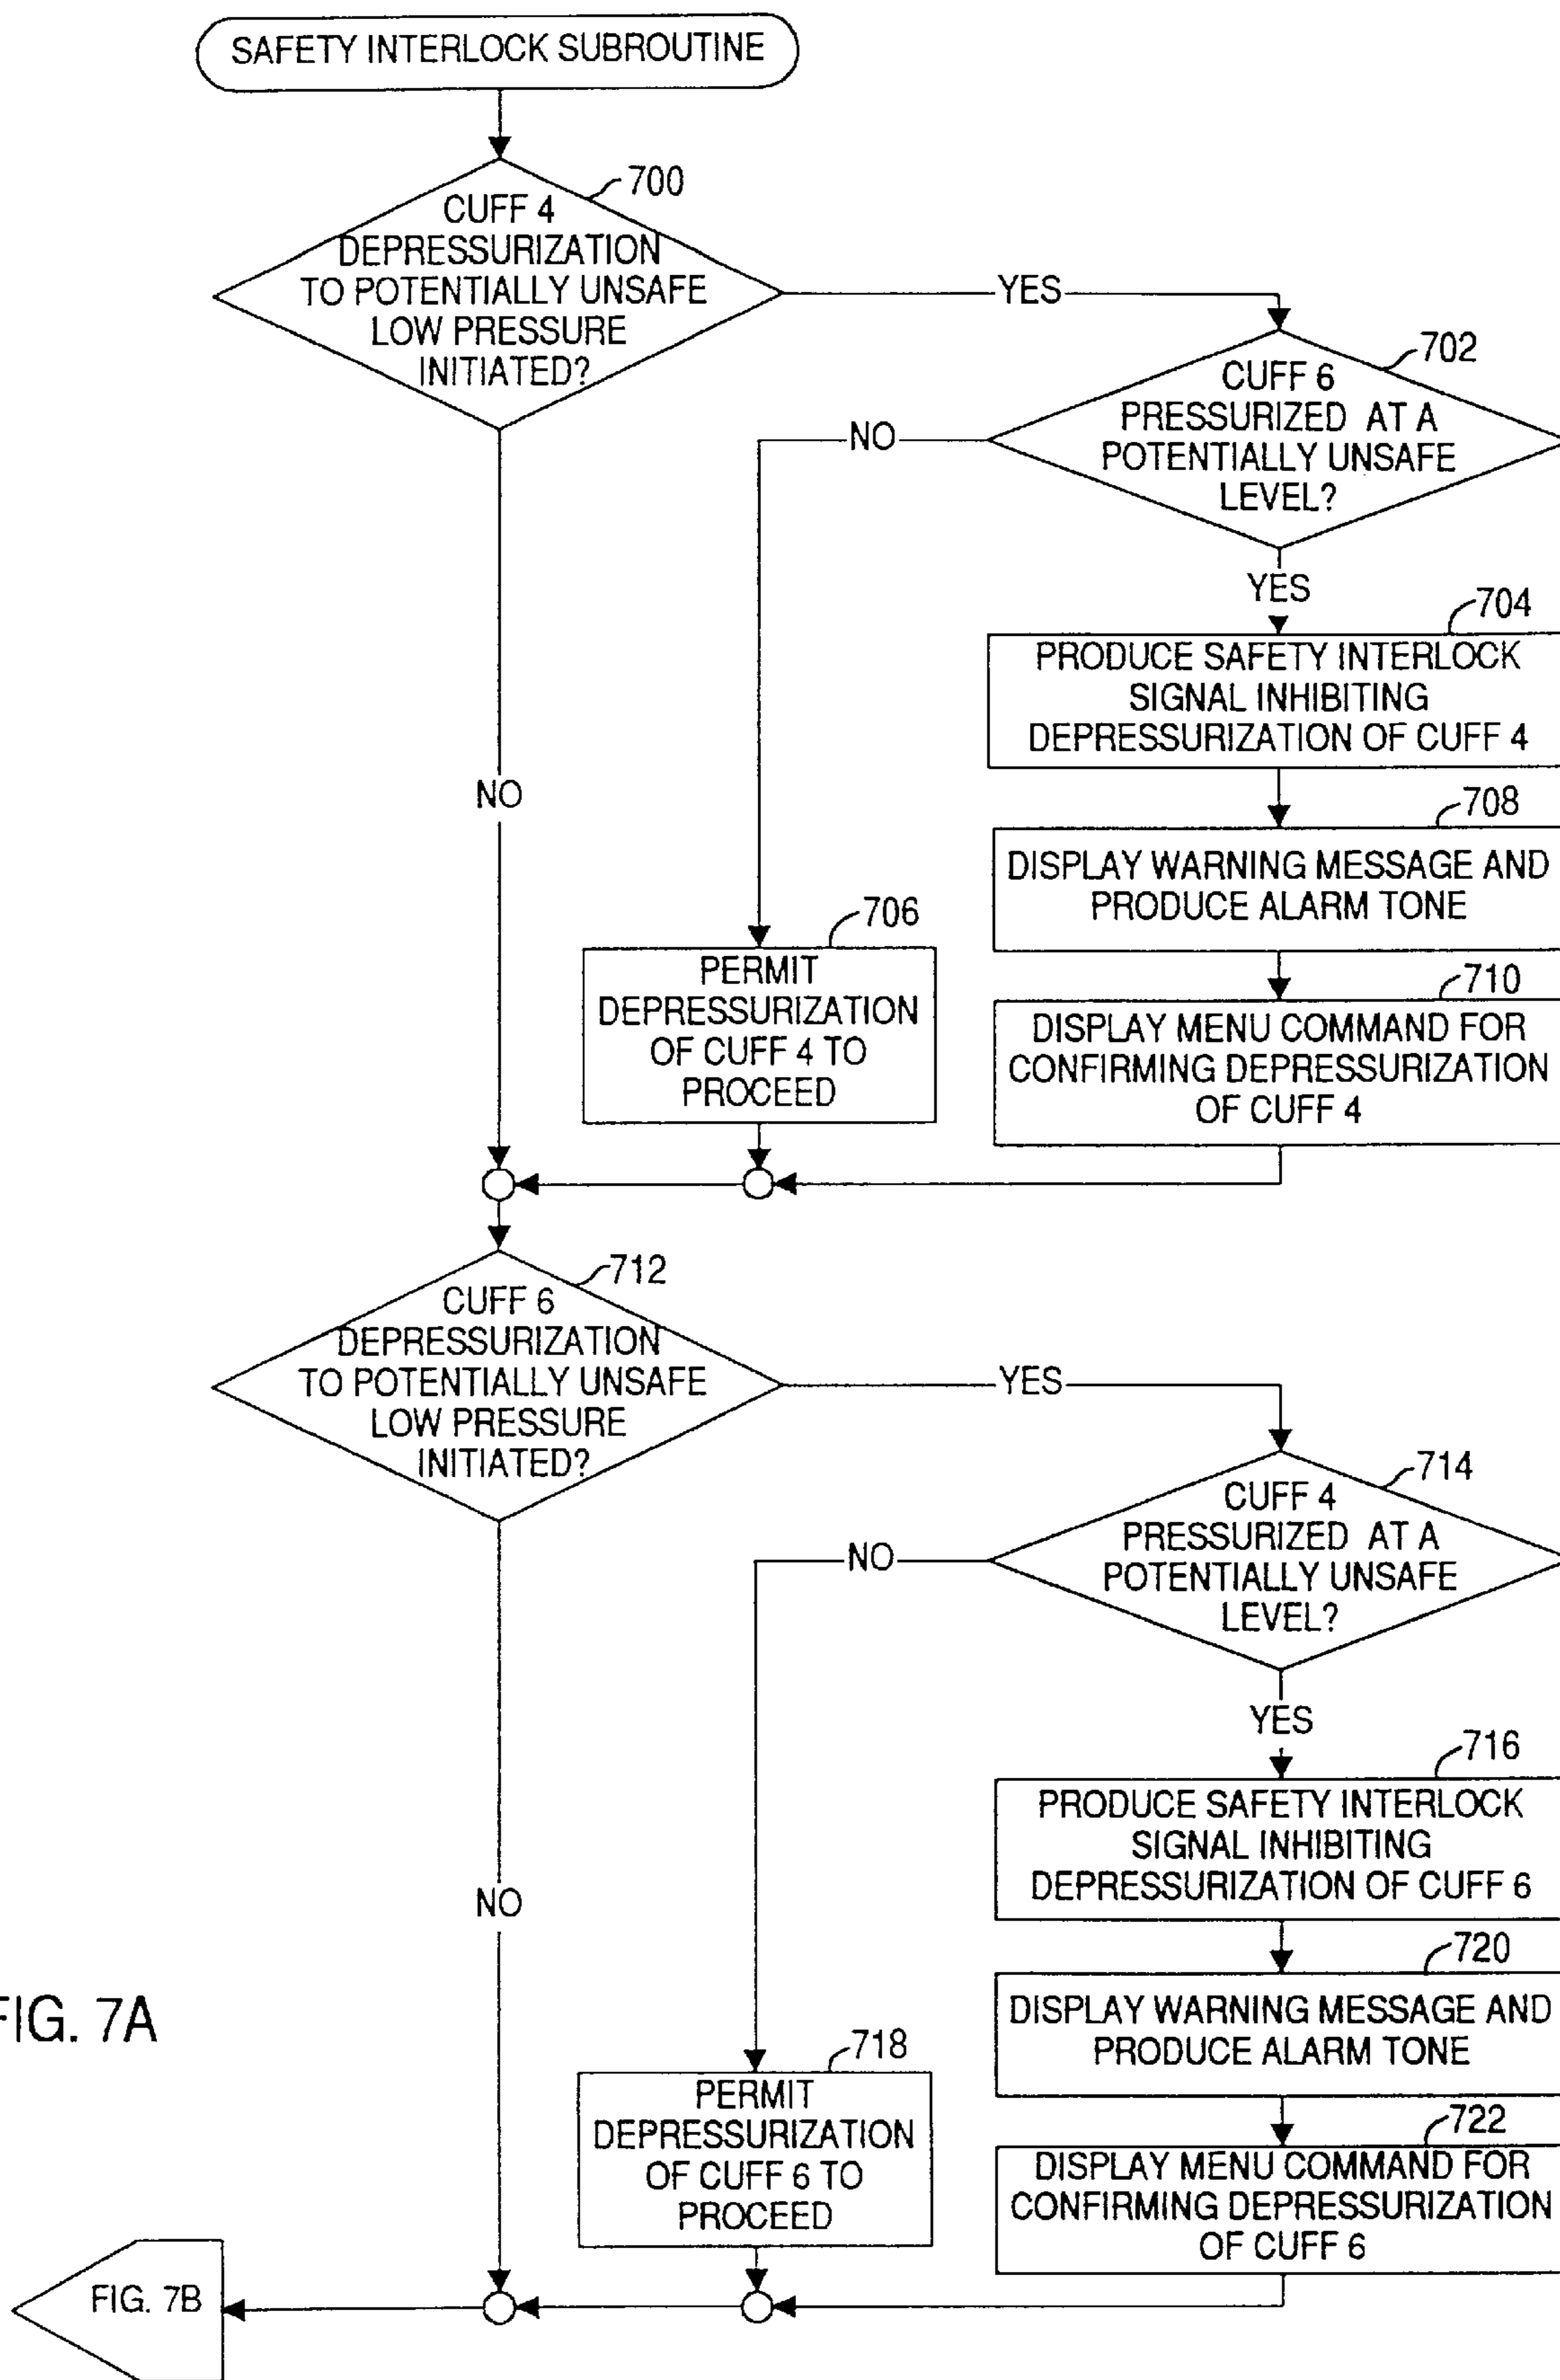 SAFETY INTERLOCK SUBROUTINE
700
CUFF 4
DEPRESSURIZATION
TO POTENTIALLY UNSAFE
LOW PRESSURE
INITIATED?
YES
702
CUFF 6
PRESSURIZED AT A
POTENTIALLY UNSAFE
LEVEL?
NO
YES
704
PRODUCE SAFETY INTERLOCK
SIGNAL INHIBITING
DEPRESSURIZATION OF CUFF 4
NO
708
DISPLAY WARNING MESSAGE AND
PRODUCE ALARM TONE
706
PERMIT
DEPRESSURIZATION
OF CUFF 4 TO
PROCEED
710
DISPLAY MENU COMMAND FOR
CONFIRMING DEPRESSURIZATION
OF CUFF 4
712
CUFF 6
DEPRESSURIZATION
TO POTENTIALLY UNSAFE
LOW PRESSURE
INITIATED?
YES
714
CUFF 4
PRESSURIZED AT A
POTENTIALLY UNSAFE
LEVEL?
NO
YES
716
PRODUCE SAFETY INTERLOCK
SIGNAL INHIBITING
DEPRESSURIZATION OF CUFF 6
NO
720
DISPLAY WARNING MESSAGE AND
PRODUCE ALARM TONE
FIG. 7A
718
PERMIT
DEPRESSURIZATION
OF CUFF 6 TO
PROCEED
722
DISPLAY MENU COMMAND FOR
CONFIRMING DEPRESSURIZATION
OF CUFF 6
FIG. 7B